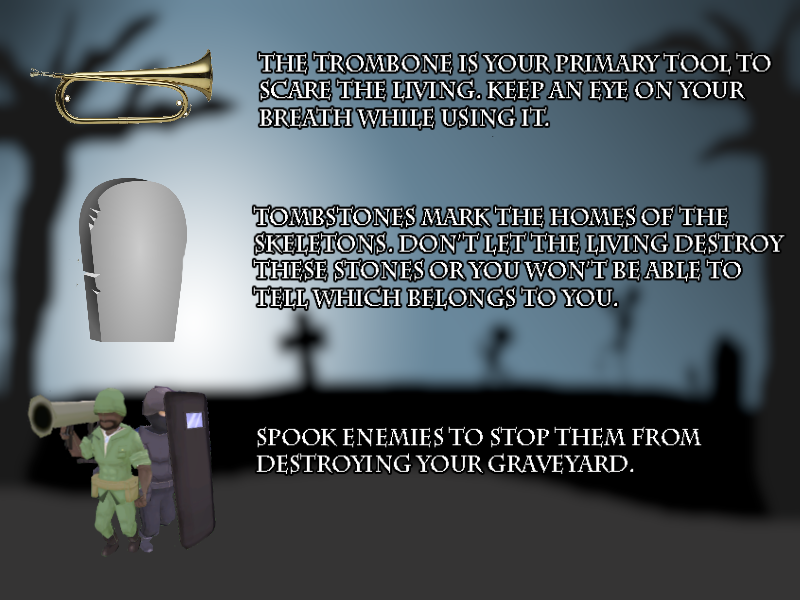 THE TROMBONE IS YOUR PRIMARY TOOL TO
SCARE THE LIVING. KEEP AN EYE ON YOUR
BREATH WHILE USING IT.
TOMBSTONES MARK THE HOMES OF THE
SKELETONS. DON'T LET THE LIVING DESTROY
THESE STONES OR YOU WON'T BE ABLE TO
TELL WHICH BELONGS TO YOU.
SPOOK ENEMIES TO STOP THEM FROM
DESTROYING YOUR GRAVEYARD.